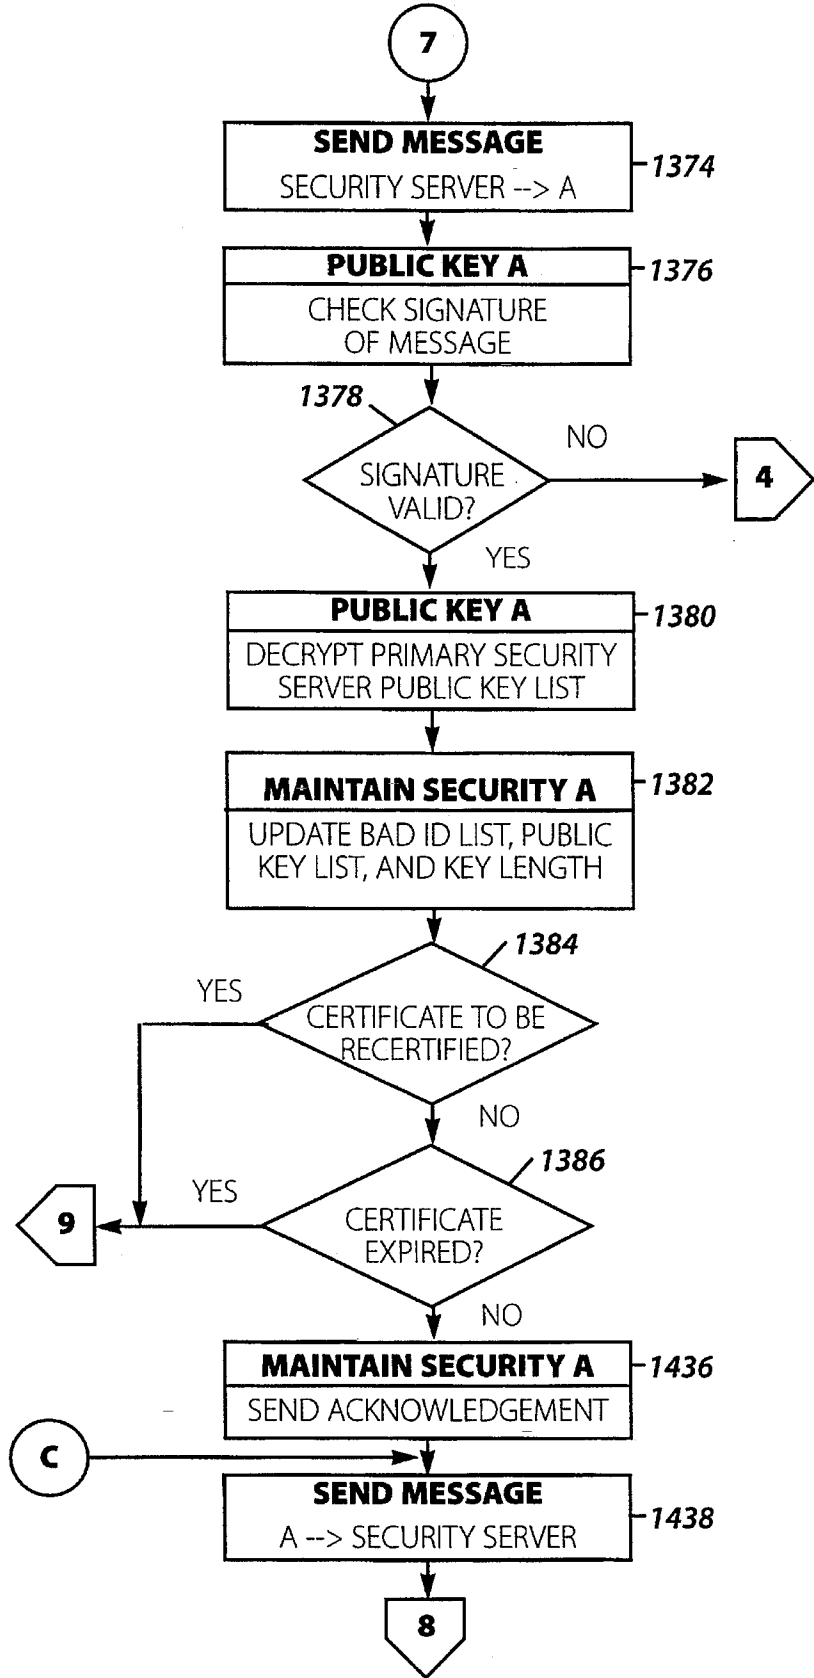 7
SEND MESSAGE
SECURITY SERVER --> A
1374
PUBLIC KEY A
1376
CHECK SIGNATURE
OF MESSAGE
1378
SIGNATURE
VALID?
NO
4
YES
PUBLIC KEY A
1380
DECRYPT PRIMARY SECURITY
SERVER PUBLIC KEY LIST
MAINTAIN SECURITY A
1382
UPDATE BAD ID LIST, PUBLIC
KEY LIST, AND KEY LENGTH
1384
YES
CERTIFICATE TO BE
RECERTIFIED?
NO
1386
YES
9
CERTIFICATE
EXPIRED?
NO
MAINTAIN SECURITY A
1436
SEND ACKNOWLEDGEMENT
C
SEND MESSAGE
1438
A --> SECURITY SERVER
8